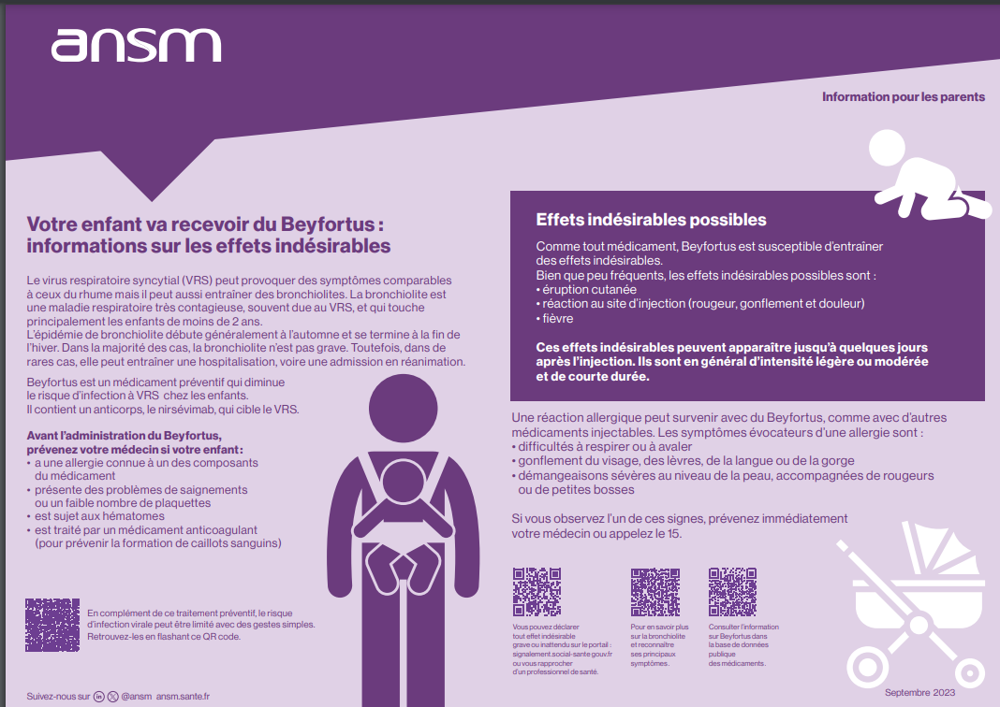 ansm
Information pour les parents
Votre enfant va recevoir du Beyfortus :
informations sur les effets indésirables
Le virus respiratoire syncytial (VRS) peut provoquer des symptômes comparables
à ceux du rhume mais il peut aussi entraîner des bronchiolites. La bronchiolite est
une maladie respiratoire très contagieuse, souvent due au VRS, et qui touche
principalement les enfants de moins de 2 ans.
L'épidémie de bronchiolite débute généralement à l'automne et se termine à la fin de
l'hiver. Dans la majorité des cas, la bronchiolite n'est pas grave. Toutefois, dans de
rares cas, elle peut entraîner une hospitalisation, voire une admission en réanimation.
Beyfortus est un médicament préventif qui diminue
le risque d'infection à VRS chez les enfants.
Il contient un anticorps, le nirsévimab, qui cible le VRS.
Avant l'administration du Beyfortus,
prévenez votre médecin si votre enfant :
• a une allergie connue à un des composants
du médicament
• présente des problèmes de saignements
ou un faible nombre de plaquettes
• est sujet aux hématomes
• est traité par un médicament anticoagulant
(pour prévenir la formation de caillots sanguins)
En complément de ce traitement préventif, le risque
d'infection virale peut être limité avec des gestes simples.
Retrouvez-les en flashant ce QR code.
Suivez-nous sur in X @ansm ansm.sante.fr
Effets indésirables possibles
Comme tout médicament, Beyfortus est susceptible d'entraîner
des effets indésirables.
Bien que peu fréquents, les effets indésirables possibles sont :
• éruption cutanée
• réaction au site d'injection (rougeur, gonflement et douleur)
• fièvre
Ces effets indésirables peuvent apparaître jusqu'à quelques jours
après l'injection. Ils sont en général d'intensité légère ou modérée
et de courte durée.
Une réaction allergique peut survenir avec du Beyfortus, comme avec d'autres
médicaments injectables. Les symptômes évocateurs d'une allergie sont :
• difficultés à respirer ou à avaler
• gonflement du visage, des lèvres, de la langue ou de la gorge
• démangeaisons sévères au niveau de la peau, accompagnées de rougeurs
ou de petites bosses
Si vous observez l'un de ces signes, prévenez immédiatement
votre médecin ou appelez le 15.
Vous pouvez déclarer
tout effet indésirable
grave ou inattendu sur le portail :
signalement.social-sante.gouv.fr
ou vous rapprocher
d'un professionnel de santé.
Pour en savoir plus
sur la bronchiolite
et reconnaître
ses principaux
symptômes.
Consulter l'information
sur Beyfortus dans
la base de données
publique
des médicaments.
Septembre 2023